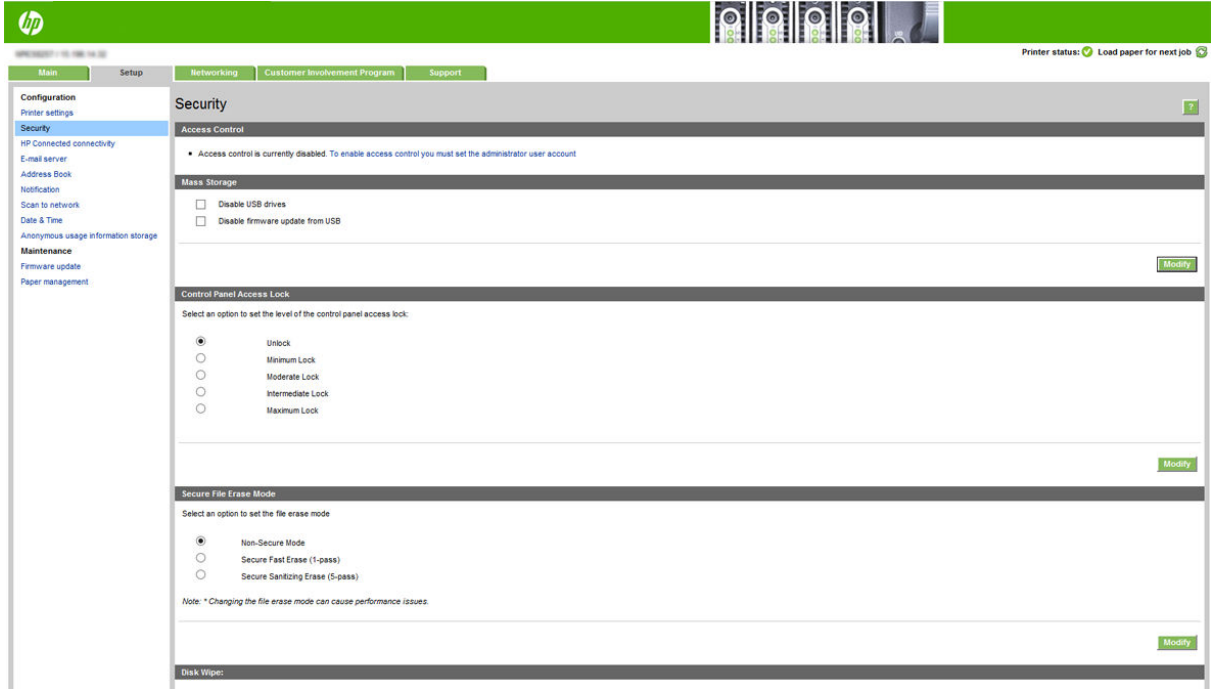 hp
Printer status: Load paper for next job
Main Setup Networking Customer Involvement Program Support
Configuration
Printer settings
Security
HP Connected connectivity
E-mail server
Address Book
Notification
Scan to network
Date & Time
Anonymous usage information storage
Maintenance
Firmware update
Paper management
Security
?
Access Control
• Access control is currently disabled. To enable access control you must set the administrator user account
Mass Storage
Disable USB drives
Disable firmware update from USB
Modify
Control Panel Access Lock
Select an option to set the level of the control panel access lock:
Unlock
Minimum Lock
Moderate Lock
Intermediate Lock
Maximum Lock
Modify
Secure File Erase Mode
Select an option to set the file erase mode
Non-Secure Mode
Secure Fast Erase (1-pass)
Secure Sanitizing Erase (5-pass)
Note: * Changing the file erase mode can cause performance issues.
Modify
Disk Wipe: